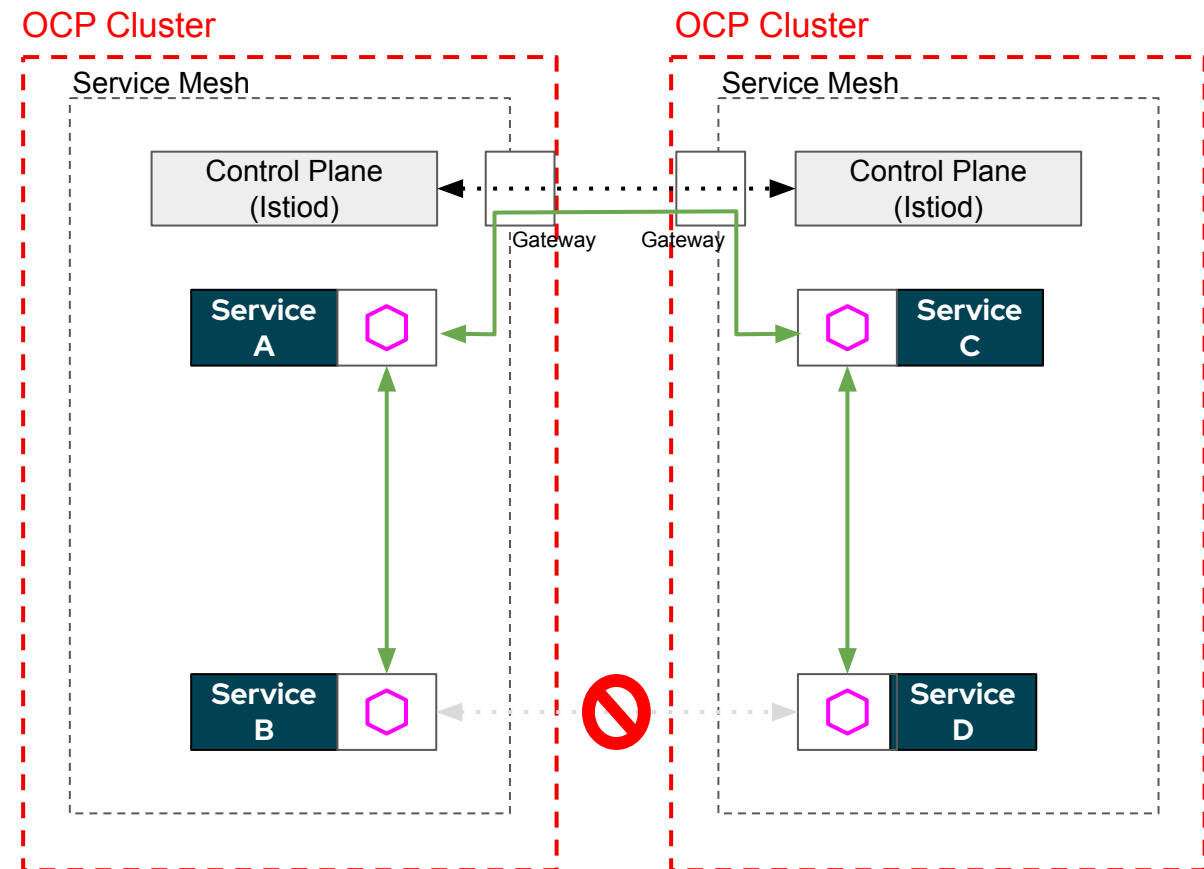 OCP Cluster
OCP Cluster
Service Mesh
Service Mesh
Control Plane
(Istiod)
Control Plane
(Istiod)
Gateway
Gateway
Service
A
Service
C
Service
B
Service
D